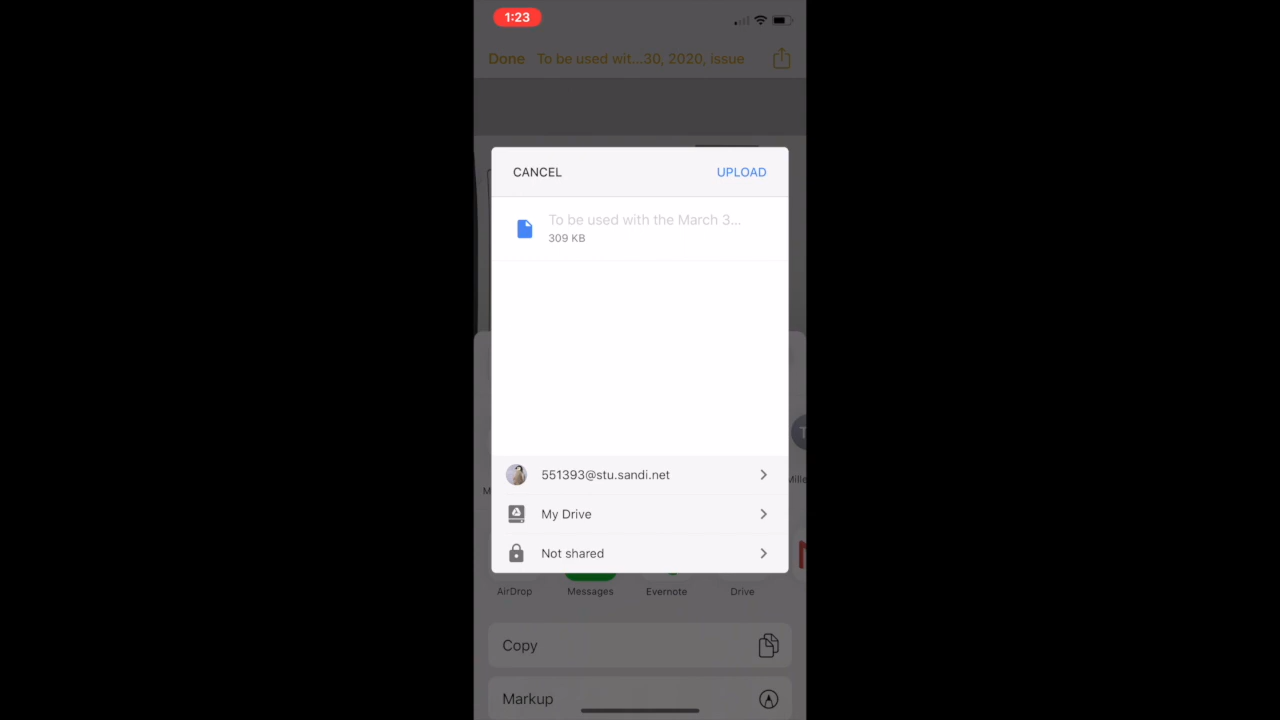 1:23
Done To be used wit...30, 2020, issue
CANCEL UPLOAD
To be used with the March 3...
309 KB
551393@stu.sandi.net
My Drive
Not shared
AirDrop Messages Evernote Drive
Copy
Markup